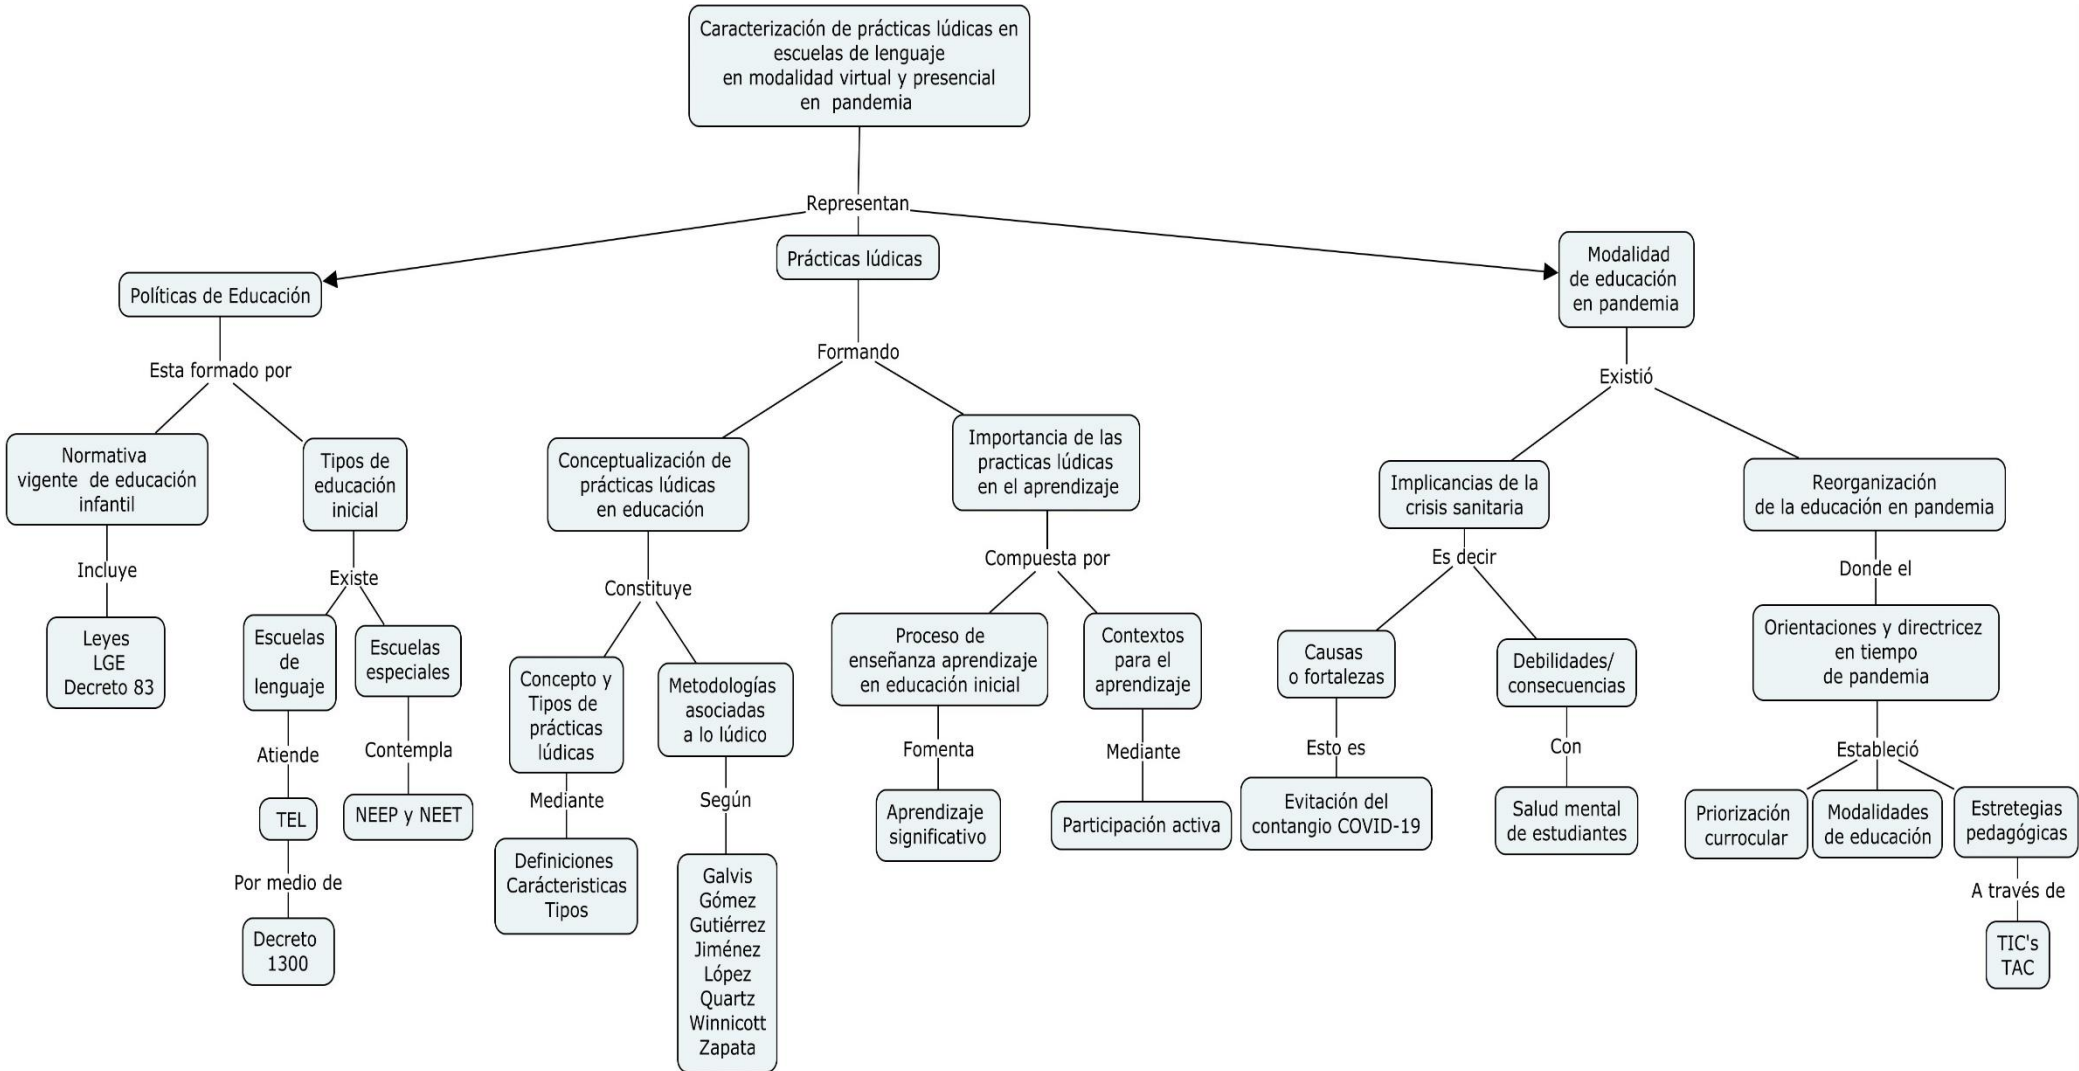 Caracterización de prácticas lúdicas en
escuelas de lenguaje
en modalidad virtual y presencial
en pandemia
Representan
Políticas de Educación
Prácticas lúdicas
Modalidad
de educación
en pandemia
Esta formado por
Formando
Existió
Normativa
vigente de educación
infantil
Tipos de
educación
inicial
Conceptualización de
prácticas lúdicas
en educación
Importancia de las
practicas lúdicas
en el aprendizaje
Implicancias de la
crisis sanitaria
Reorganización
de la educación en pandemia
Incluye
Existe
Constituye
Compuesta por
Es decir
Donde el
Leyes
LGE
Decreto 83
Escuelas
de
lenguaje
Escuelas
especiales
Concepto y
Tipos de
prácticas
lúdicas
Metodologías
asociadas
a lo lúdico
Proceso de
enseñanza aprendizaje
en educación inicial
Contextos
para el
aprendizaje
Causas
o fortalezas
Debilidades/
consecuencias
Orientaciones y directricez
en tiempo
de pandemia
Atiende
Contempla
Mediante
Según
Fomenta
Mediante
Esto es
Con
Estableció
TEL
NEEP y NEET
Definiciones
Carácteristicas
Tipos
Galvis
Gómez
Gutiérrez
Jiménez
López
Quartz
Winnicott
Zapata
Aprendizaje
significativo
Participación activa
Evitación del
contangio COVID-19
Salud mental
de estudiantes
Priorización
currocular
Modalidades
de educación
Estretegias
pedagógicas
Por medio de
A través de
Decreto
1300
TIC's
TAC